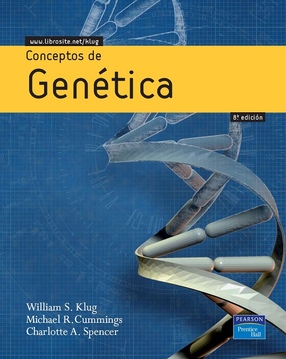 www.librosite.net/klug
Conceptos de
Genética
8ª edición
William S. Klug
Michael R. Cummings
Charlotte A. Spencer
PEARSON
Prentice
Hall